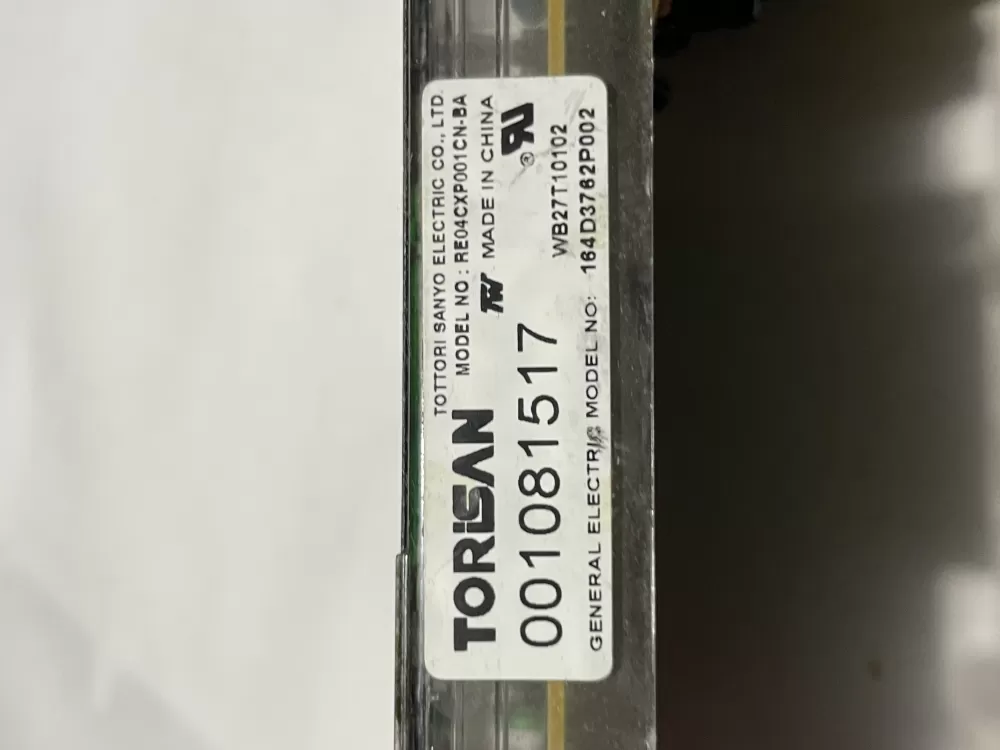 TOTTORI SANYO ELECTRIC CO., LTD.
TORISAN MODEL NO : RE04CXP001CN-BA
MADE IN CHINA
001081517
WB27T10102
GENERAL ELECTRIC MODEL NO: 164D3762P002